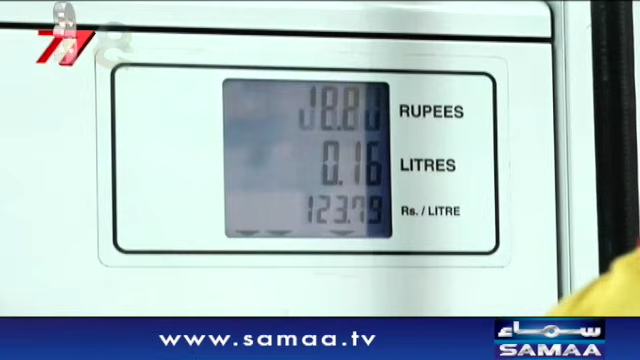 RUPEES
0.16 LITRES
123.79 Rs. / LITRE
www.samaa.tv
سماء
SAMAA